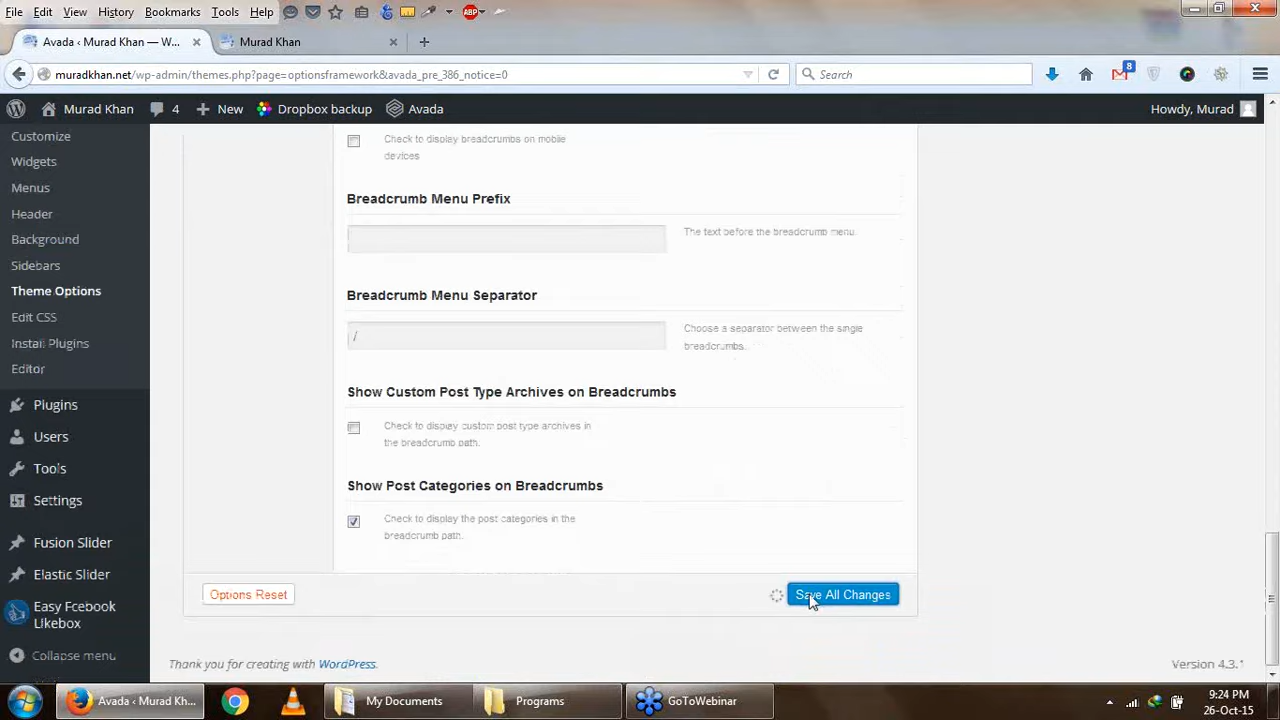 File Edit View History Bookmarks Tools Help
Avada ‹ Murad Khan — W...
Murad Khan
muradkhan.net/wp-admin/themes.php?page=optionsframework&avada_pre_386_notice=0
Search
8
Murad Khan 4 New Dropbox backup Avada
Howdy, Murad
Customize
Widgets
Menus
Header
Background
Sidebars
Theme Options
Edit CSS
Install Plugins
Editor
Plugins
Users
Tools
Settings
Fusion Slider
Elastic Slider
Easy Fcebook
Likebox
Collapse menu
Check to display breadcrumbs on mobile
devices
Breadcrumb Menu Prefix
The text before the breadcrumb menu.
Breadcrumb Menu Separator
/
Choose a separator between the single
breadcrumbs.
Show Custom Post Type Archives on Breadcrumbs
Check to display custom post type archives in
the breadcrumb path.
Show Post Categories on Breadcrumbs
Check to display the post categories in the
breadcrumb path.
Options Reset
Save All Changes
Thank you for creating with WordPress.
Version 4.3.1
Avada ‹ Murad Kh...
My Documents
Programs
GoToWebinar
9:24 PM
26-Oct-15